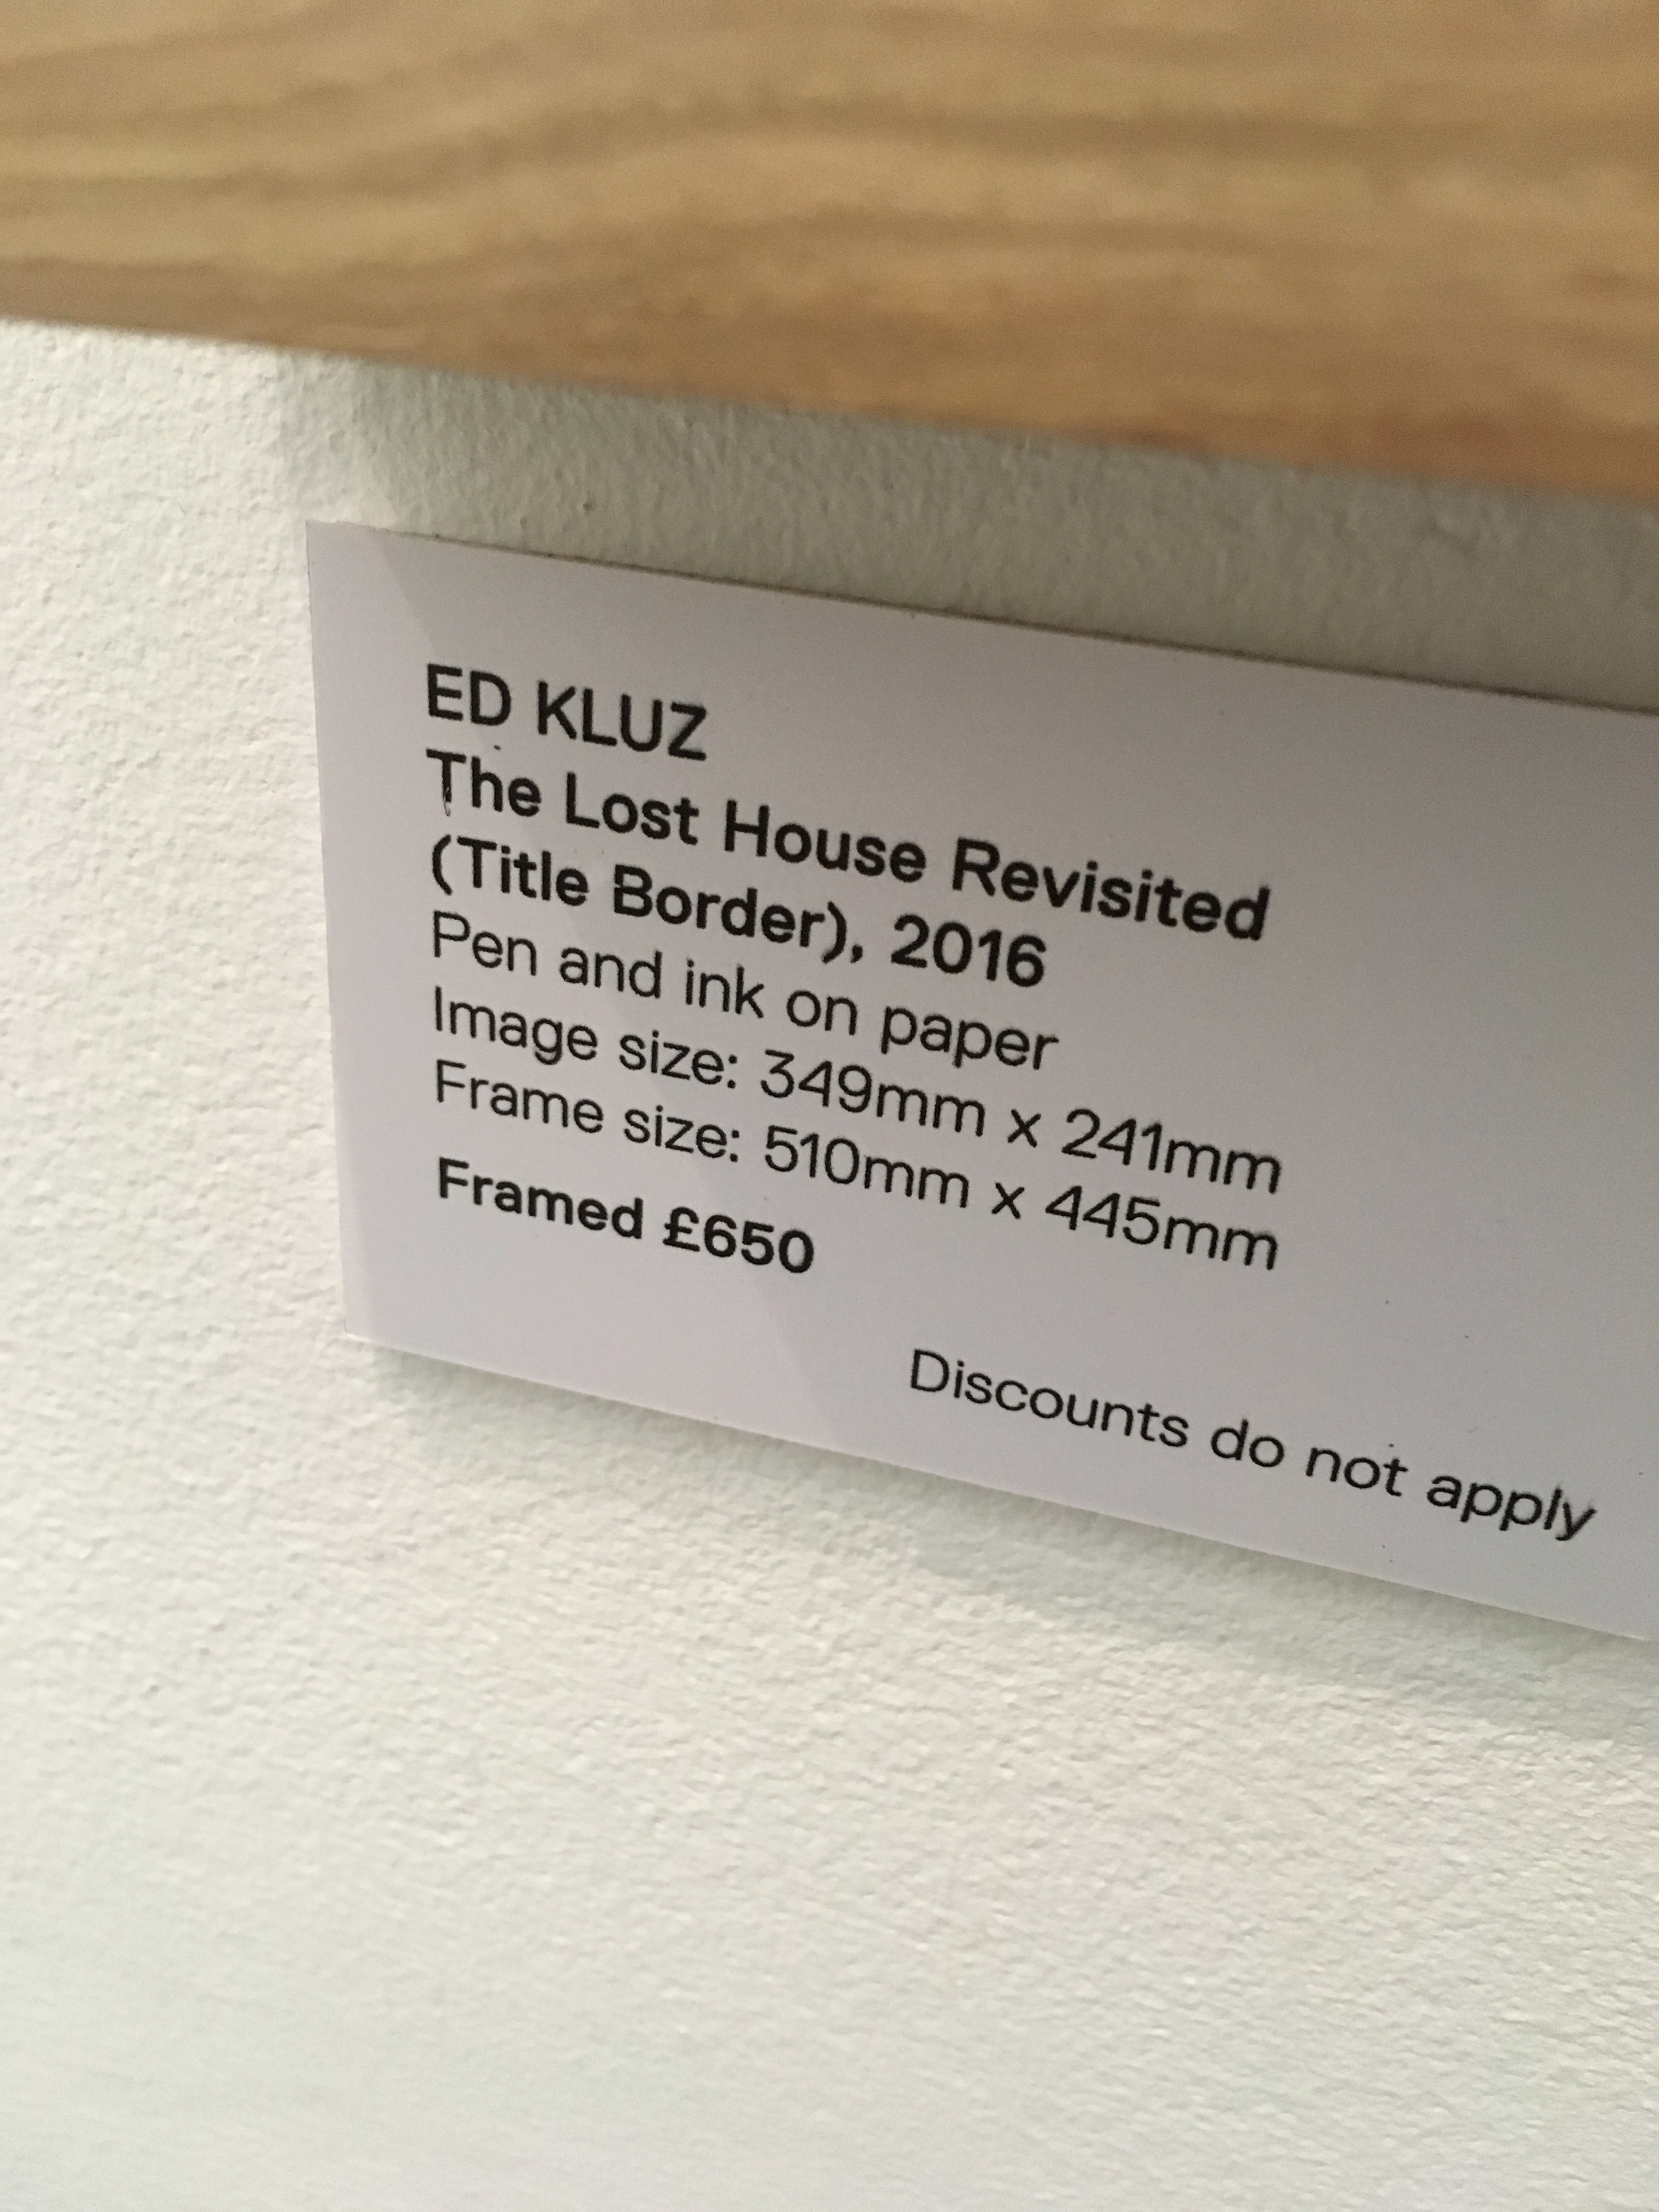 ED KLUZ
The Lost House Revisited
(Title Border), 2016
Pen and ink on paper
Image size: 349mm x 241mm
Frame size: 510mm x 445mm
Framed £650
Discounts do not apply